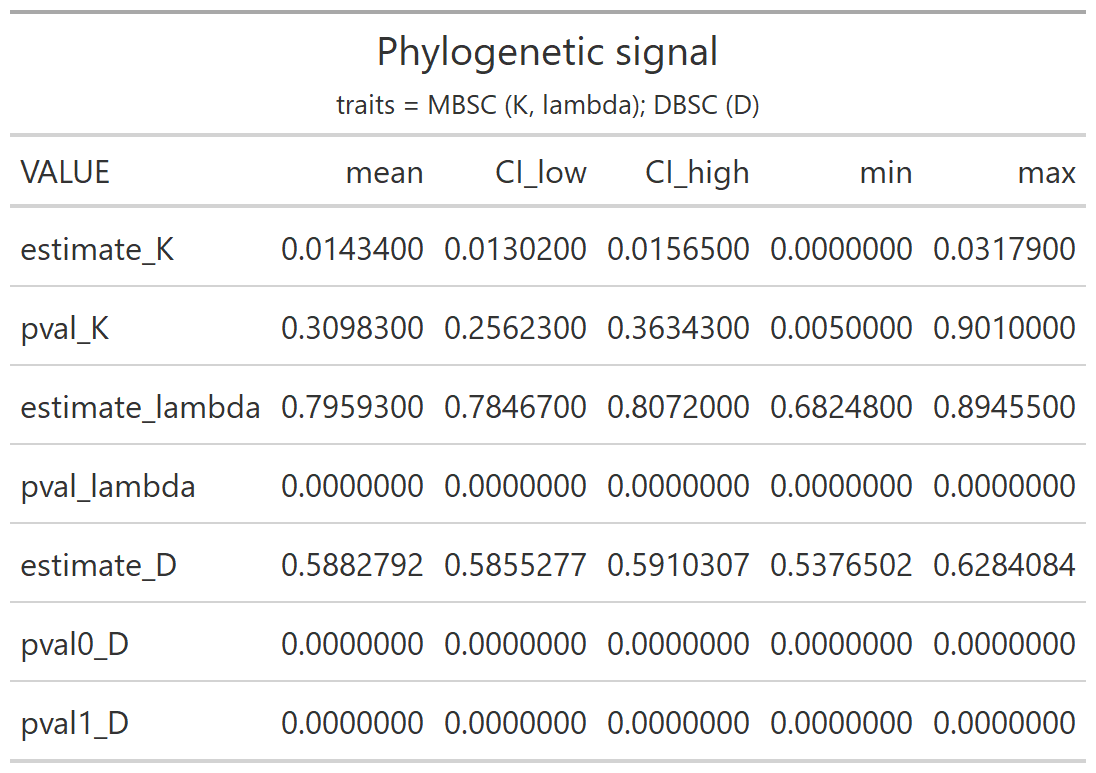 Phylogenetic signal
traits = MBSC (K, lambda); DBSC (D)
VALUE mean CI_low CI_high min max
estimate_K 0.0143400 0.0130200 0.0156500 0.0000000 0.0317900
pval_K 0.3098300 0.2562300 0.3634300 0.0050000 0.9010000
estimate_lambda 0.7959300 0.7846700 0.8072000 0.6824800 0.8945500
pval_lambda 0.0000000 0.0000000 0.0000000 0.0000000 0.0000000
estimate_D 0.5882792 0.5855277 0.5910307 0.5376502 0.6284084
pval0_D 0.0000000 0.0000000 0.0000000 0.0000000 0.0000000
pval1_D 0.0000000 0.0000000 0.0000000 0.0000000 0.0000000